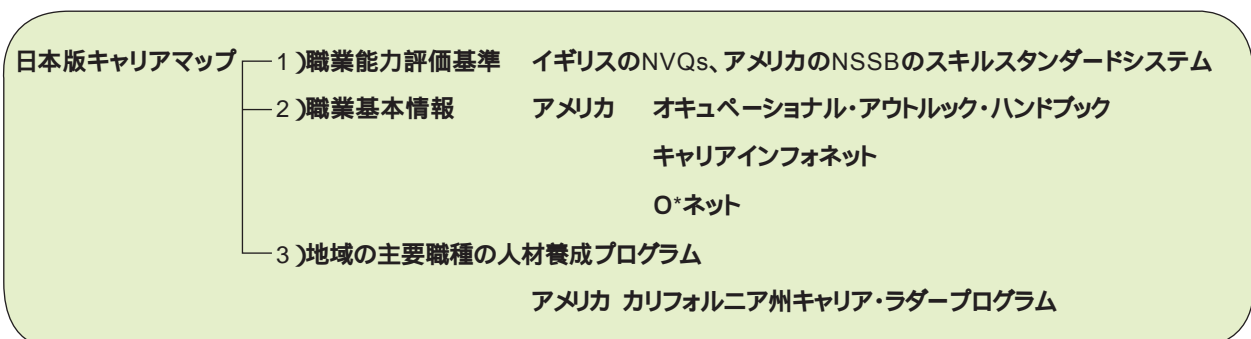 日本版キャリアマップ 1)職業能力評価基準 イギリスのNVQs、アメリカのNSSBのスキルスタンダードシステム
2)職業基本情報 アメリカ オキュペーショナル・アウトルック・ハンドブック
キャリアインフォネット
O*ネット
3)地域の主要職種の人材養成プログラム
アメリカ カリフォルニア州キャリア・ラダープログラム